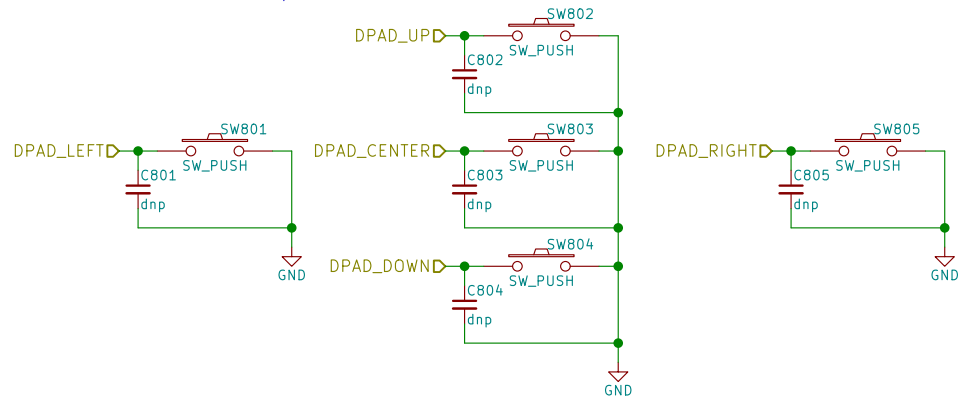 SW802
DPAD_UP
SW_PUSH
C802
dnp
SW801
DPAD_LEFT
SW_PUSH
C801
dnp
GND
SW803
DPAD_CENTER
SW_PUSH
C803
dnp
SW804
DPAD_DOWN
SW_PUSH
C804
dnp
GND
SW805
DPAD_RIGHT
SW_PUSH
C805
dnp
GND